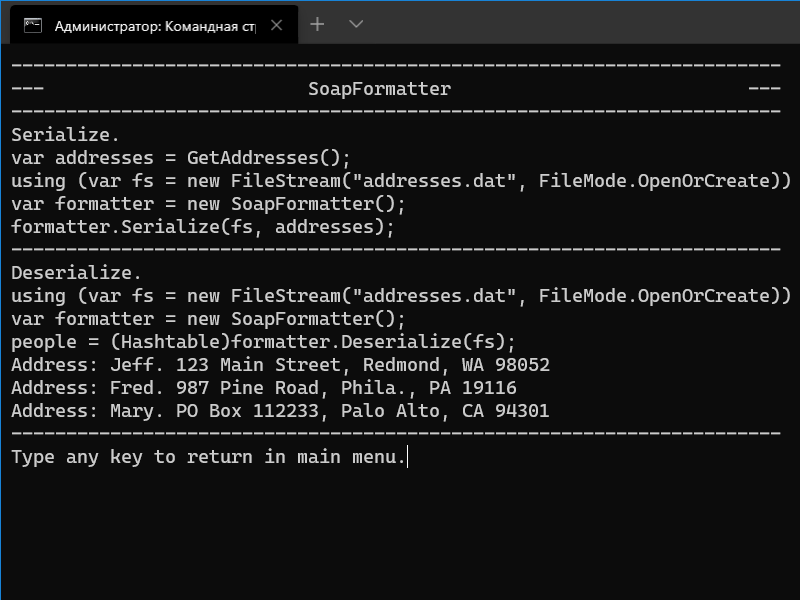 Администратор: Командная ст
----------------------------------------------------------------------
--- SoapFormatter ---
----------------------------------------------------------------------
Serialize.
var addresses = GetAddresses();
using (var fs = new FileStream("addresses.dat", FileMode.OpenOrCreate))
var formatter = new SoapFormatter();
formatter.Serialize(fs, addresses);
----------------------------------------------------------------------
Deserialize.
using (var fs = new FileStream("addresses.dat", FileMode.OpenOrCreate))
var formatter = new SoapFormatter();
people = (Hashtable)formatter.Deserialize(fs);
Address: Jeff. 123 Main Street, Redmond, WA 98052
Address: Fred. 987 Pine Road, Phila., PA 19116
Address: Mary. PO Box 112233, Palo Alto, CA 94301
----------------------------------------------------------------------
Type any key to return in main menu.